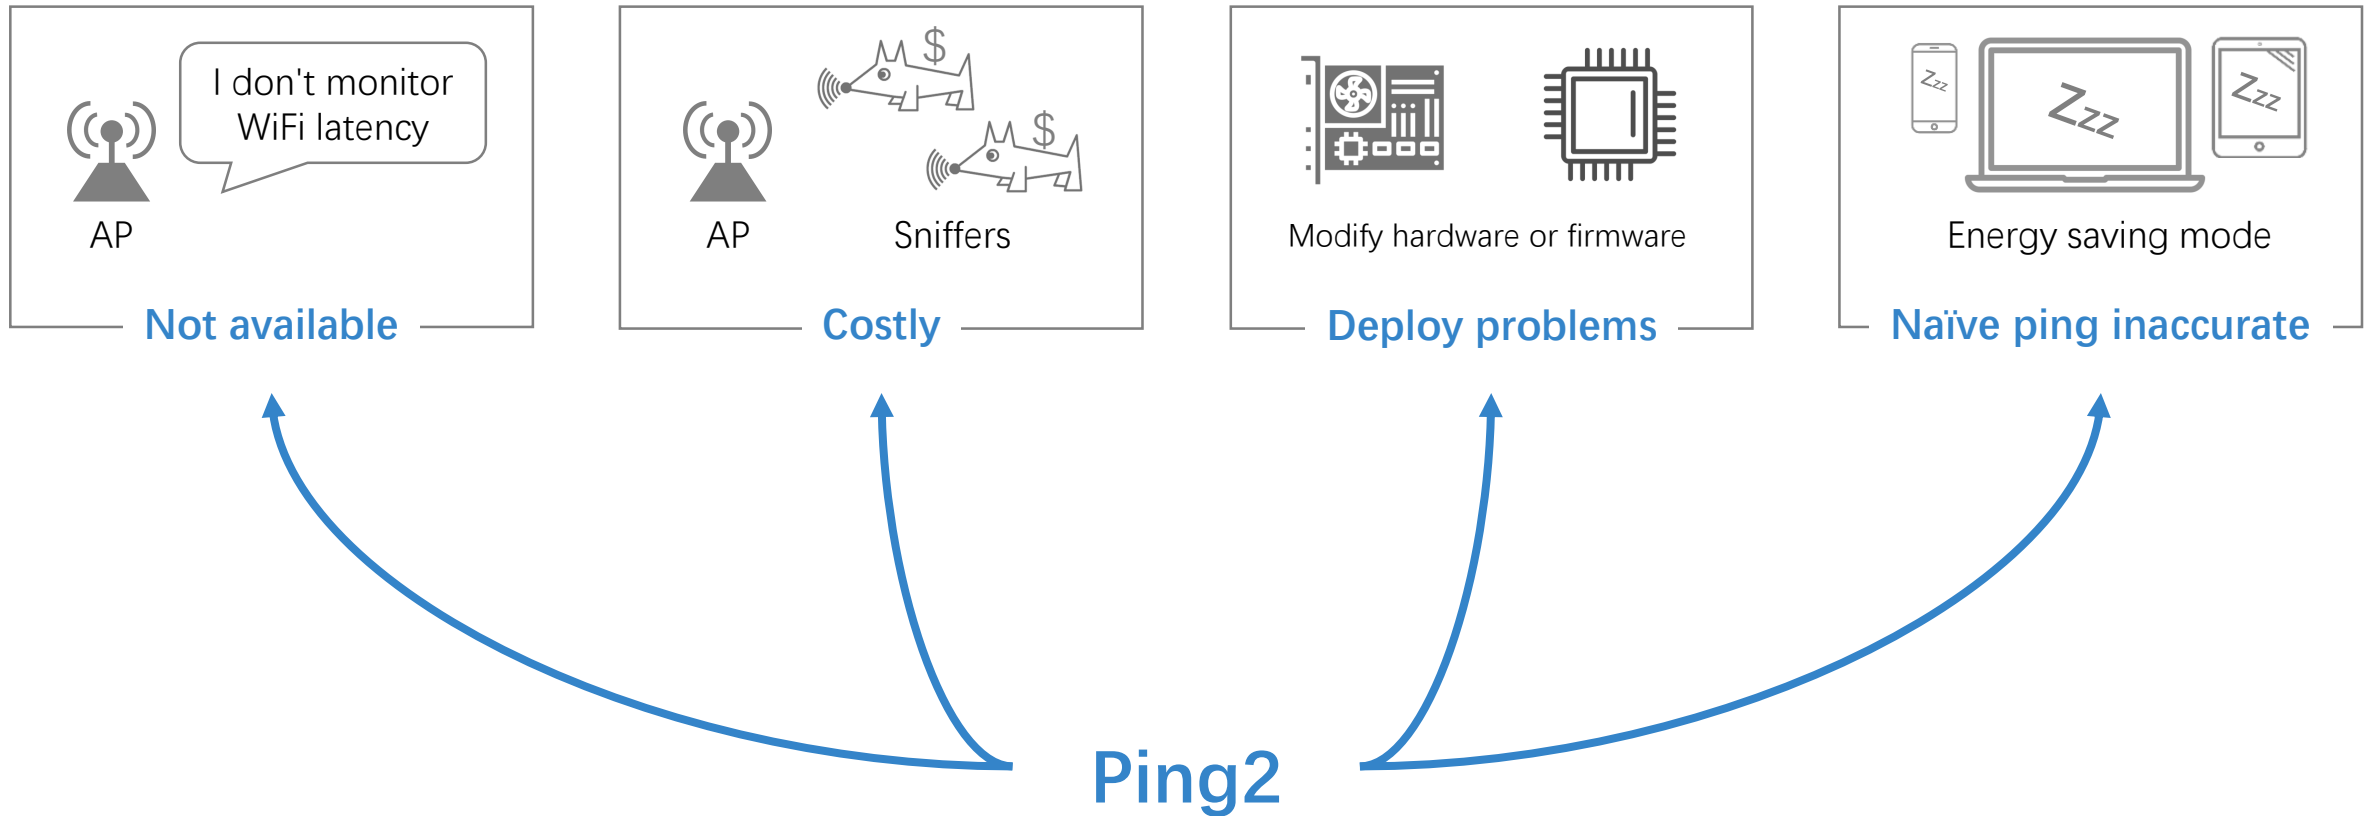 I don't monitor
WiFi latency
AP
Not available
$
$
AP
Sniffers
Costly
Modify hardware or firmware
Deploy problems
Zzz
Zzz
Zzz
Energy saving mode
Naïve ping inaccurate
Ping2